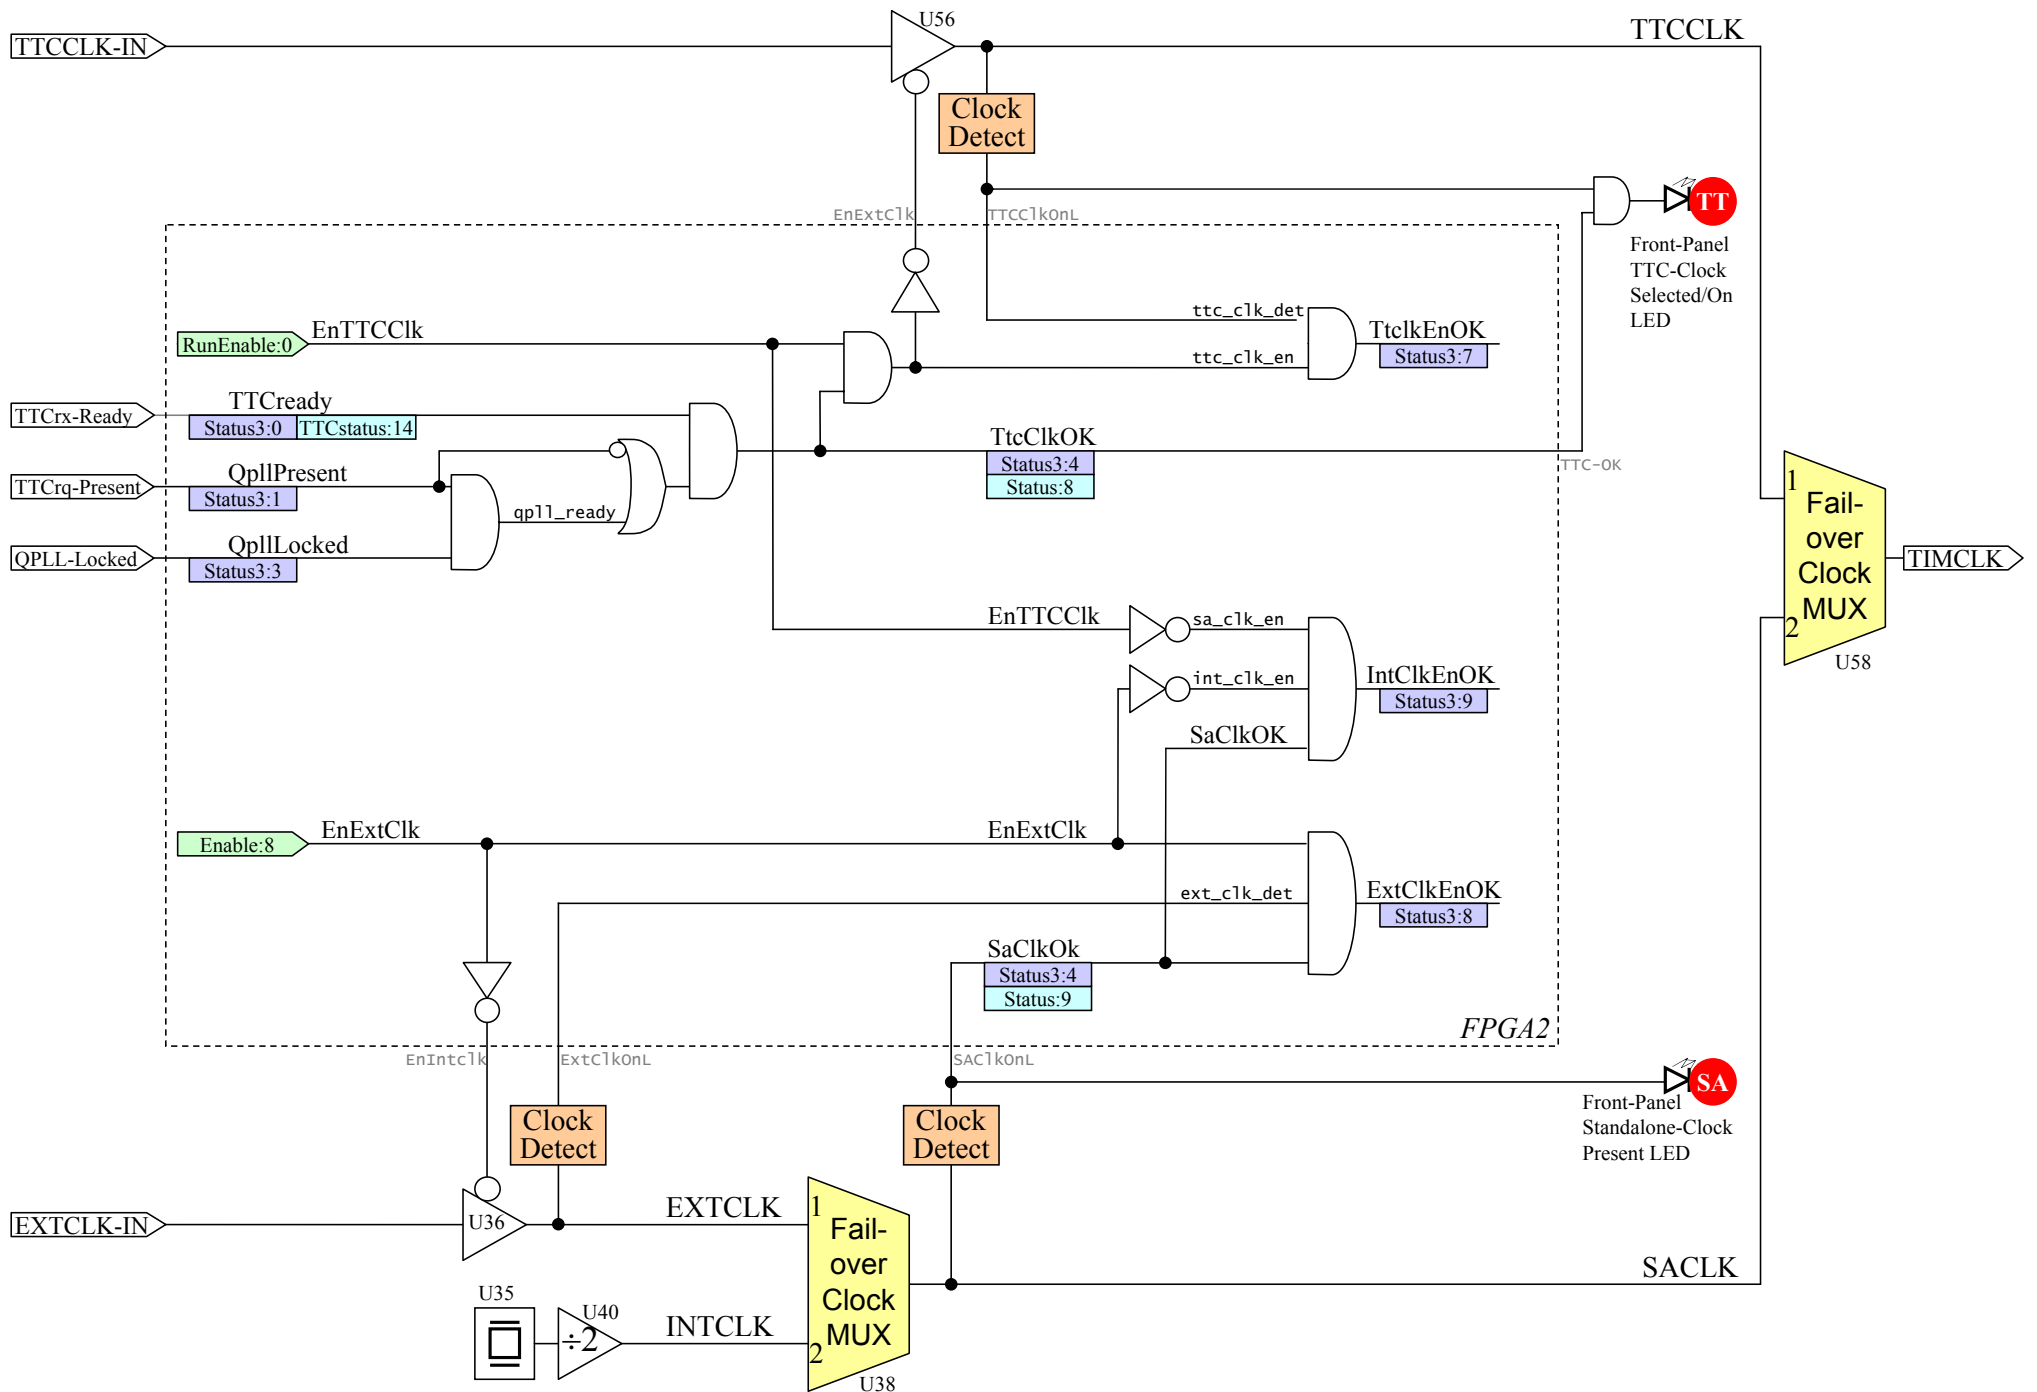 U56
TTCCLK-IN
TTCCLK
Clock
Detect
TT
EnExtClk
TTCClkOnL
Front-Panel
TTC-Clock
Selected/On
LED
ttc_clk_det
RunEnable:0
EnTTCClk
TtclkEnOK
Status3:7
ttc_clk_en
TTCrx-Ready
TTCready
Status3:0
TTCstatus:14
TtcClkOK
Status3:4
Status:8
TTC-OK
TTCrq-Present
QpllPresent
Status3:1
qpll_ready
QPLL-Locked
QpllLocked
Status3:3
1
Fail-
over
Clock
MUX
2
U58
TIMCLK
EnTTCClk
sa_clk_en
int_clk_en
IntClkEnOK
Status3:9
SaClkOK
Enable:8
EnExtClk
EnExtClk
ext_clk_det
ExtClkEnOK
Status3:8
SaClkOk
Status3:4
Status:9
FPGA2
EnIntclk
ExtClkOnL
SAClkOnL
SA
Front-Panel
Standalone-Clock
Present LED
Clock
Detect
Clock
Detect
EXTCLK-IN
U36
EXTCLK
1
Fail-
over
Clock
MUX
2
U38
SACLK
U35
U40
÷2
INTCLK